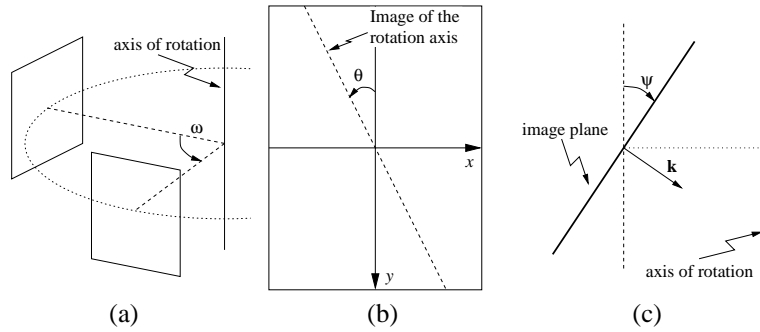 axis of rotation
ω
(a)
Image of the
rotation axis
θ
x
y
(b)
ψ
image plane
k
axis of rotation
(c)